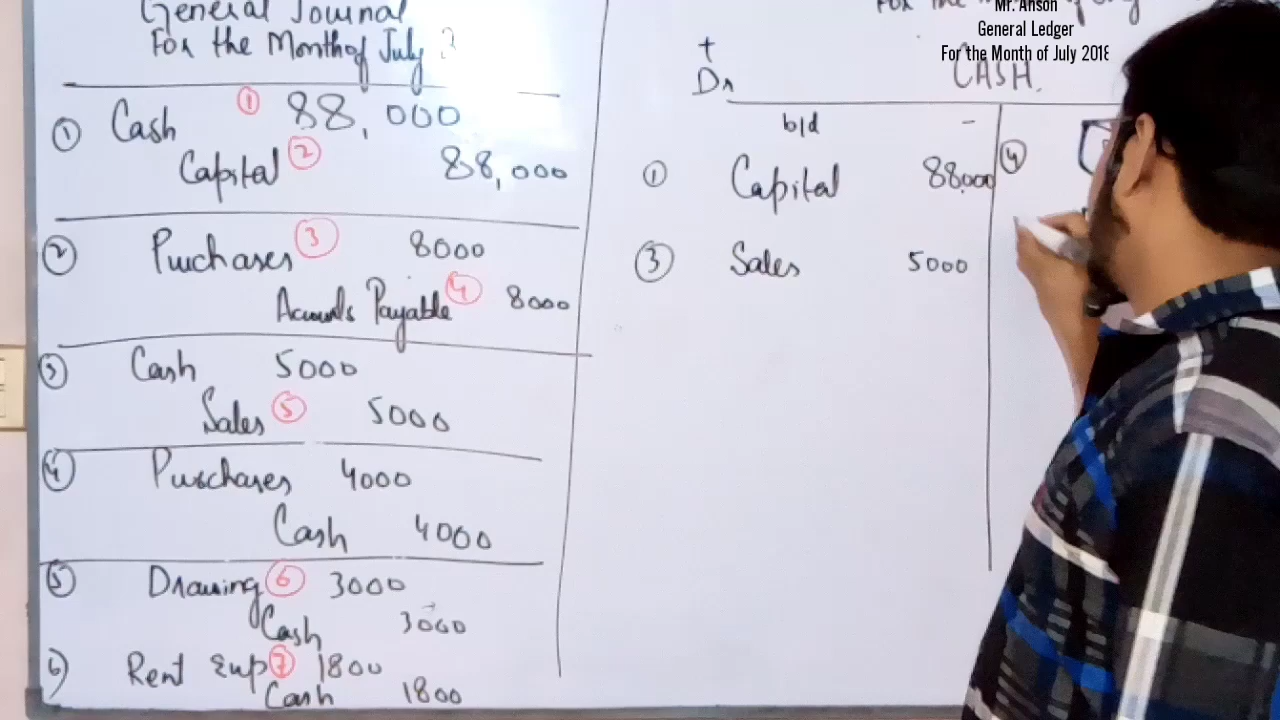 General Journal
For the Month of July
① Cash ① 88,000
Capital ② 88,000
② Purchases ③ 8000
Accounts Payable ④ 8000
③ Cash 5000
Sales ⑤ 5000
④ Purchases 4000
Cash 4000
⑤ Drawing ⑥ 3000
Cash 3000
6) Rent Exp ⑦ 1800
Cash 1800
Mr. Anson
General Ledger
For the Month of July 2018
+
Dr
CASH.
b/d -
① Capital 88,000
③ Sales 5000
④